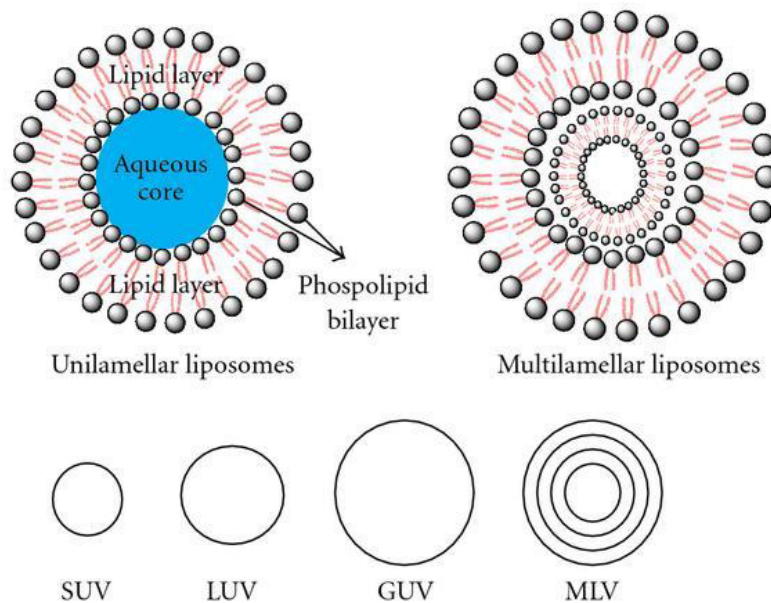 Lipid layer
Aqueous
core
Lipid layer
Phospolipid
bilayer
Unilamellar liposomes
Multilamellar liposomes
SUV
LUV
GUV
MLV